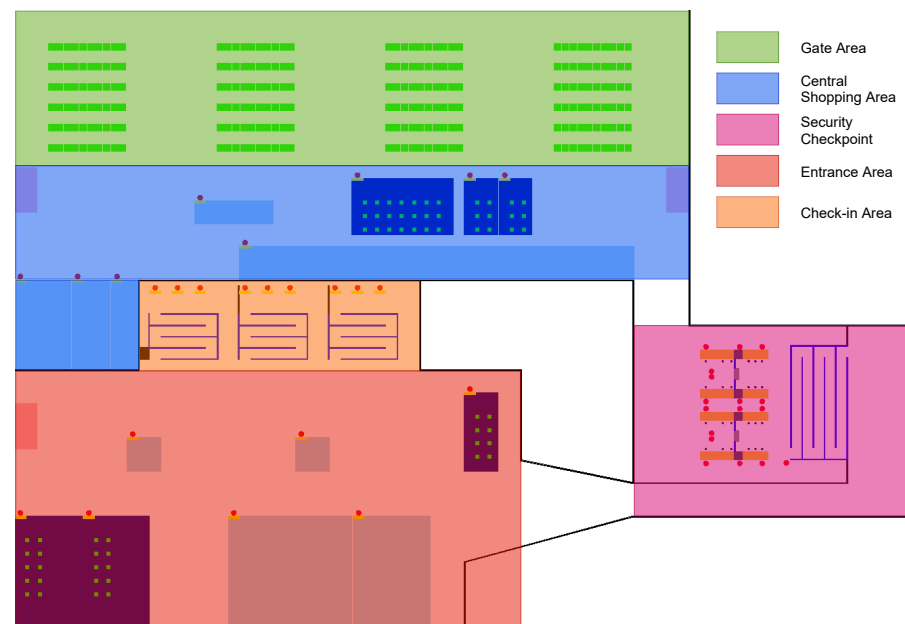 Gate Area
Central
Shopping Area
Security
Checkpoint
Entrance Area
Check-in Area